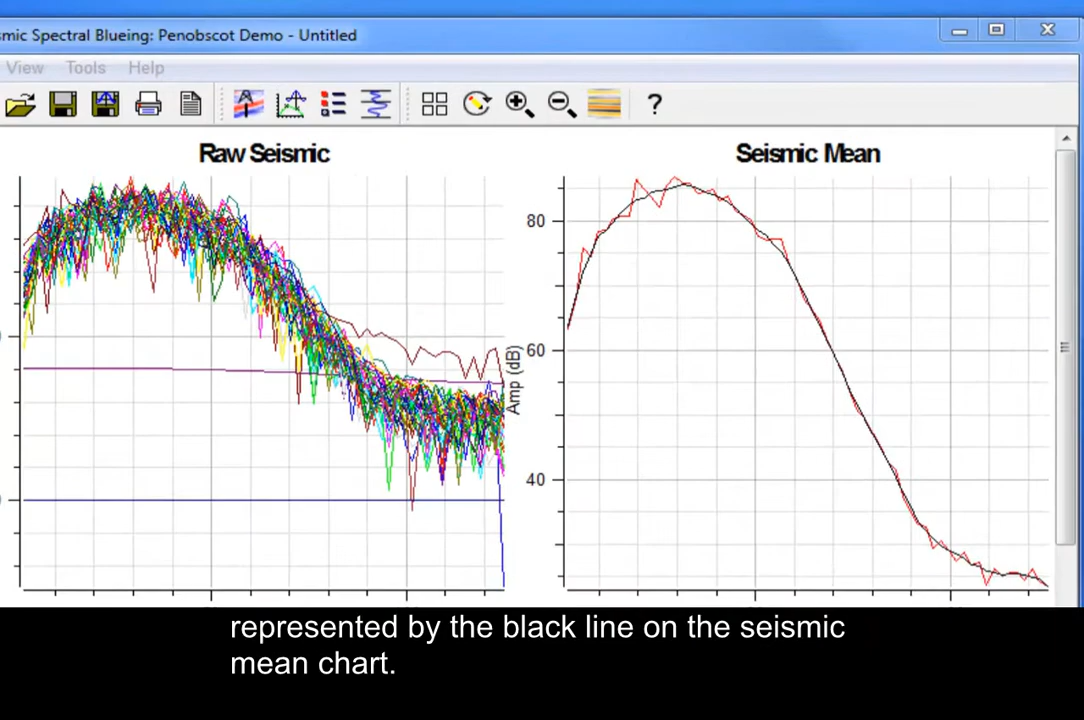 smic Spectral Blueing: Penobscot Demo - Untitled
View Tools Help
?
Raw Seismic
Seismic Mean
80
60
40
Amp (dB)
represented by the black line on the seismic
mean chart.